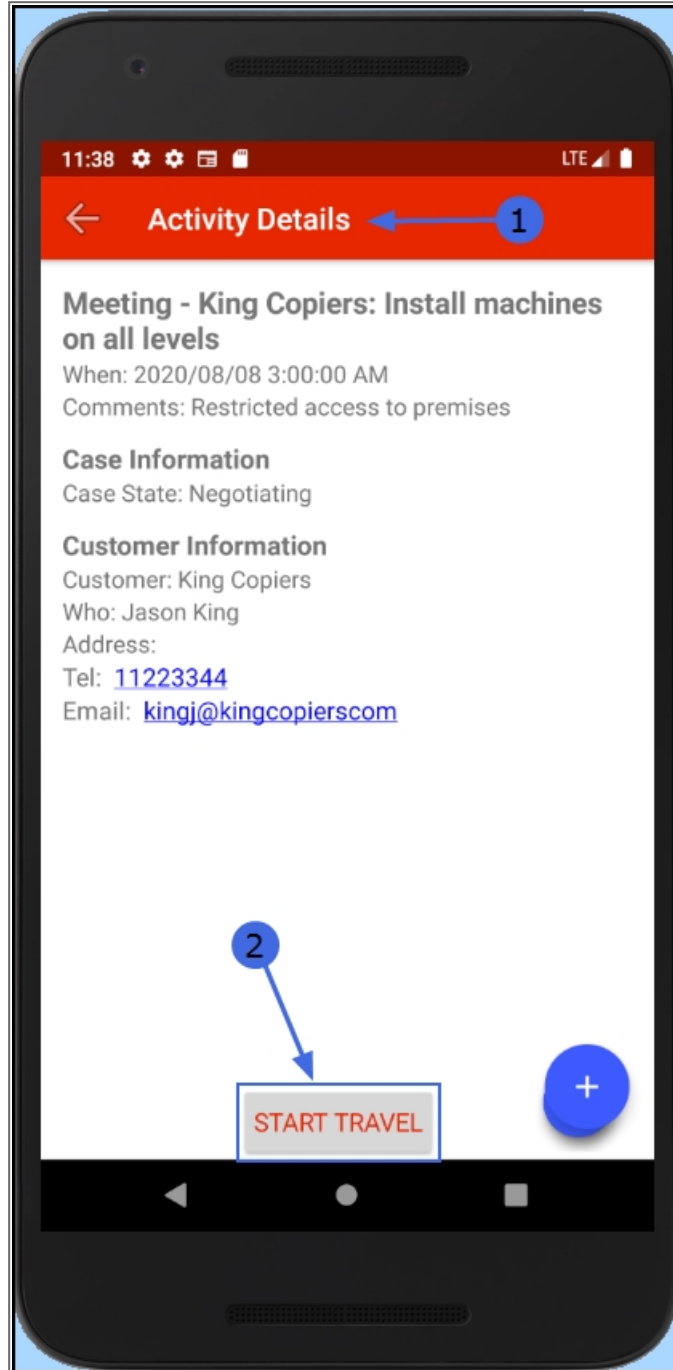 11:38 LTE
Activity Details 1
Meeting - King Copiers: Install machines
on all levels
When: 2020/08/08 3:00:00 AM
Comments: Restricted access to premises
Case Information
Case State: Negotiating
Customer Information
Customer: King Copiers
Who: Jason King
Address:
Tel: 11223344
Email: kingj@kingcopierscom
2
+
START TRAVEL